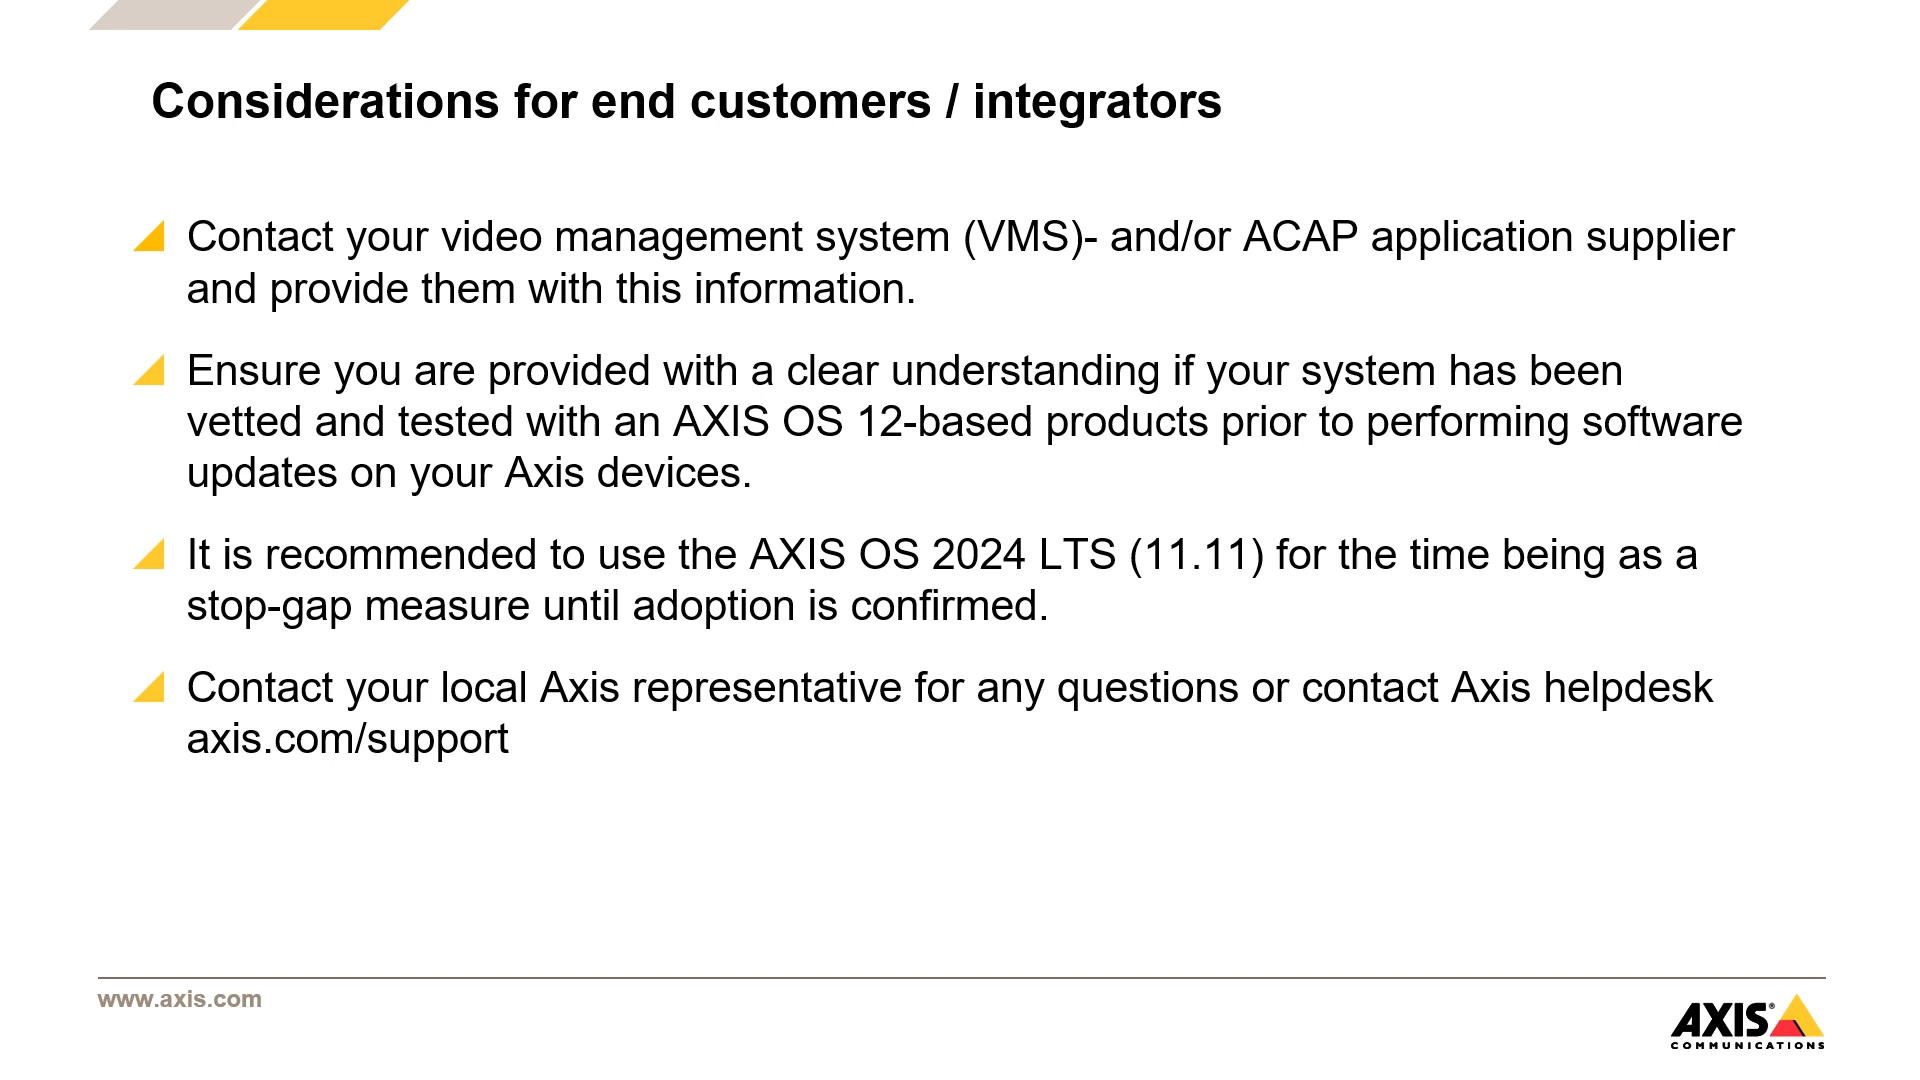 Considerations for end customers / integrators
Contact your video management system (VMS)- and/or ACAP application supplier
and provide them with this information.
Ensure you are provided with a clear understanding if your system has been
vetted and tested with an AXIS OS 12-based products prior to performing software
updates on your Axis devices.
It is recommended to use the AXIS OS 2024 LTS (11.11) for the time being as a
stop-gap measure until adoption is confirmed.
Contact your local Axis representative for any questions or contact Axis helpdesk
axis.com/support
www.axis.com
AXIS®
COMMUNICATIONS